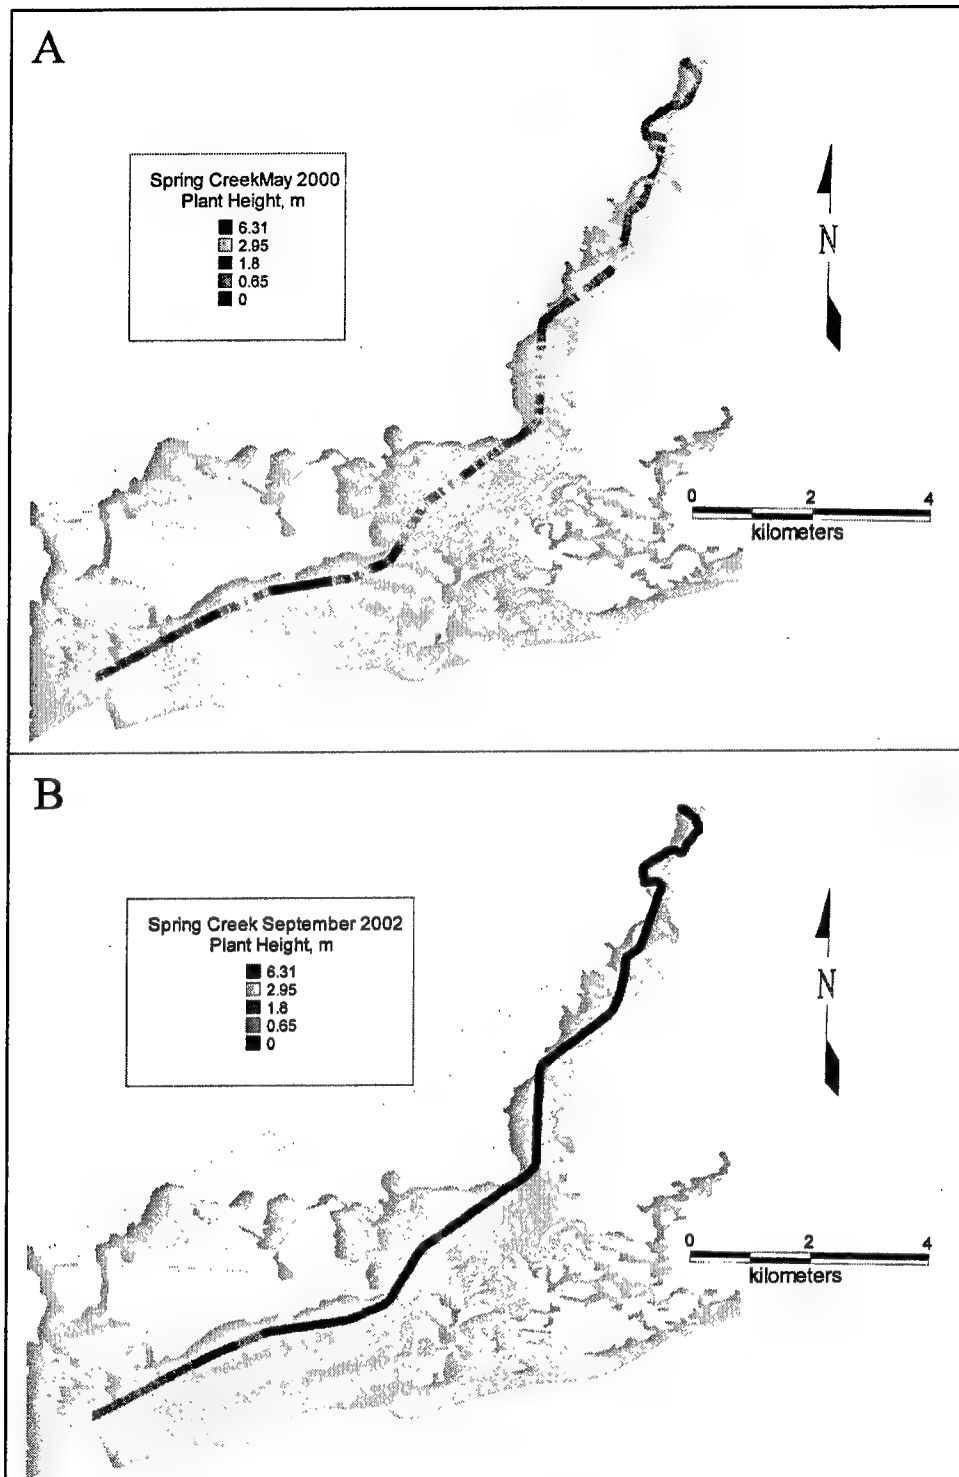 A
Spring CreekMay 2000
Plant Height, m
6.31
2.95
1.8
0.65
0
N
0 2 4
kilometers
B
Spring Creek September 2002
Plant Height, m
6.31
2.95
1.8
0.65
0
N
0 2 4
kilometers